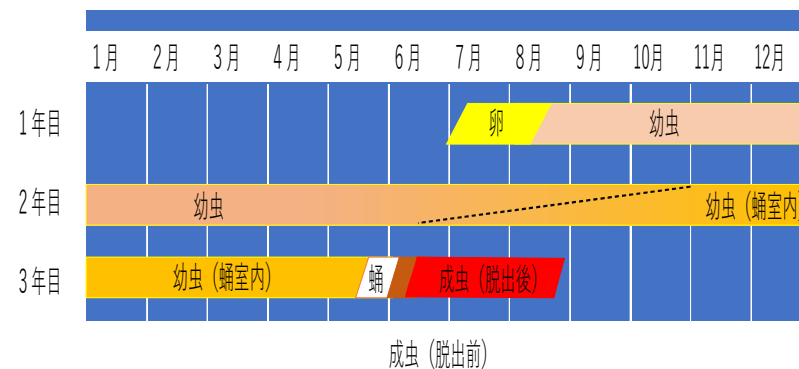 1月 2月 3月 4月 5月 6月 7月 8月 9月 10月 11月 12月
1年目 卵 幼虫
2年目 幼虫 幼虫（蛹室内）
3年目 幼虫（蛹室内） 蛹 成虫（脱出後）
成虫（脱出前）